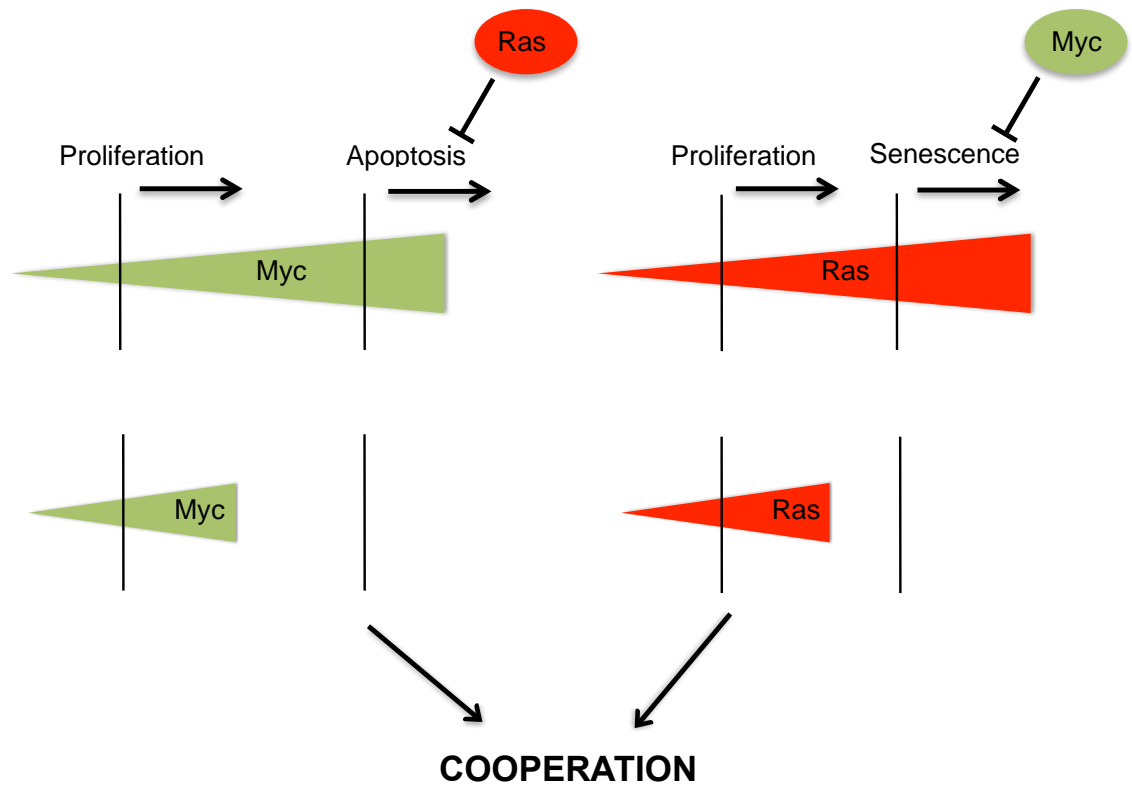 Ras
Myc
Proliferation
Apoptosis
Proliferation
Senescence
Myc
Ras
Myc
Ras
COOPERATION